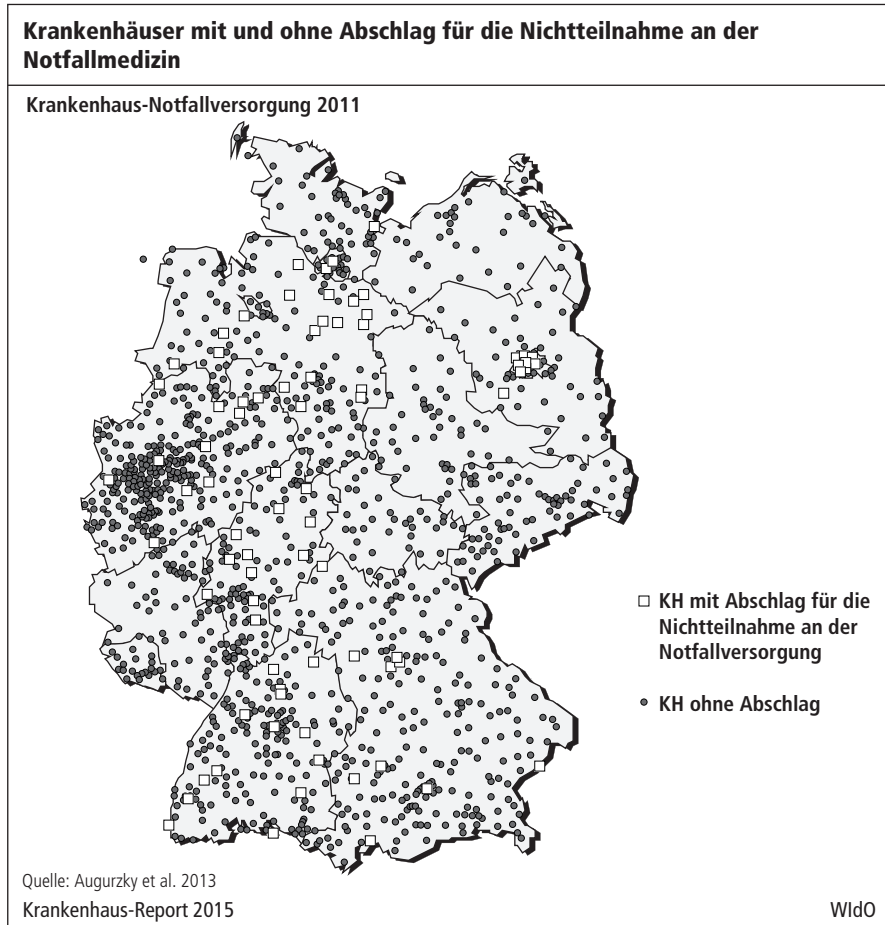 Krankenhäuser mit und ohne Abschlag für die Nichtteilnahme an der
Notfallmedizin
Krankenhaus-Notfallversorgung 2011
KH mit Abschlag für die
Nichtteilnahme an der
Notfallversorgung
KH ohne Abschlag
Quelle: Augurzky et al. 2013
Krankenhaus-Report 2015
WIdO